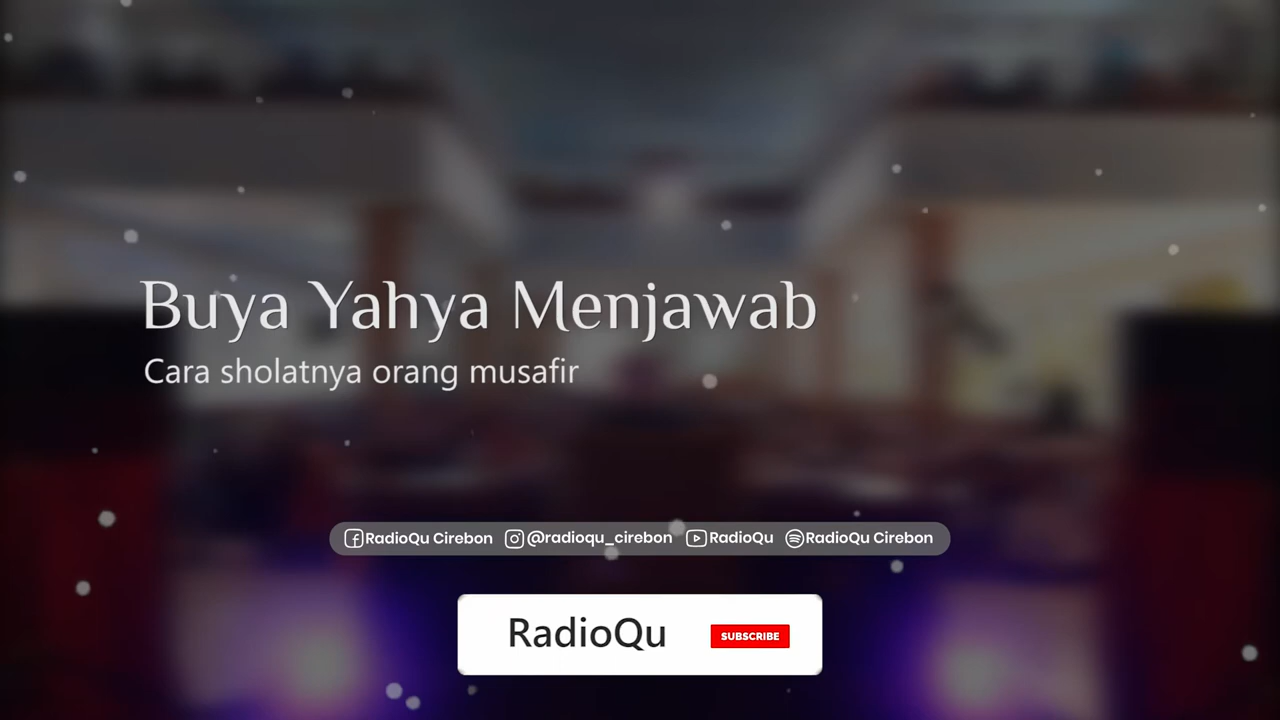 Buya Yahya Menjawab
Cara sholatnya orang musafir
RadioQu Cirebon @radioqu_cirebon RadioQu RadioQu Cirebon
RadioQu SUBSCRIBE